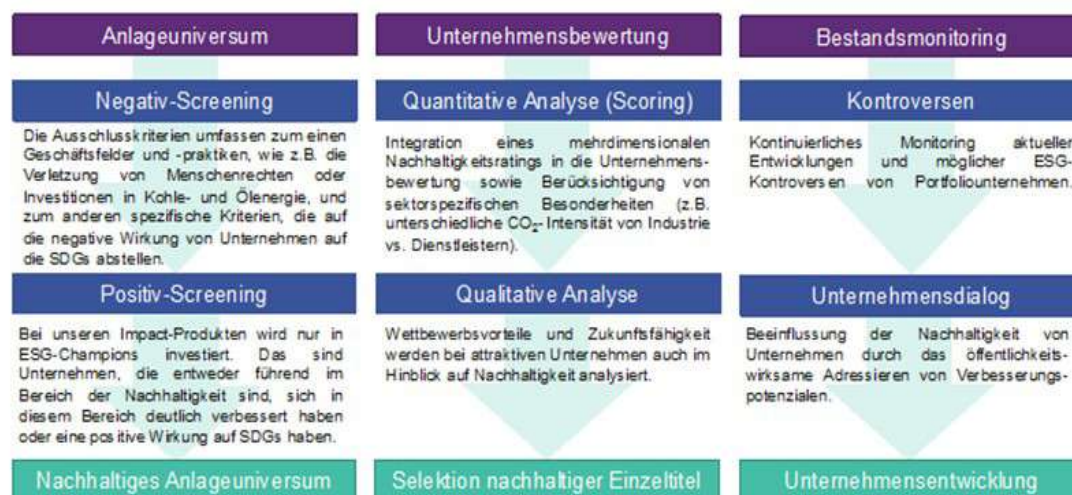 Anlageuniversum
Negativ-Screening
Die Ausschlusskriterien umfassen zum einen
Geschäftsfelder und -praktiken, wie z.B. die
Verletzung von Menschenrechten oder
Investitionen in Kohle- und Ölenergie, und
zum anderen spezifische Kriterien, die auf
die negative Wirkung von Unternehmen auf
die SDGs abstellen.
Positiv-Screening
Bei unseren Impact-Produkten wird nur in
ESG-Champions investiert. Das sind
Unternehmen, die entweder führend im
Bereich der Nachhaltigkeit sind, sich in
diesem Bereich deutlich verbessert haben
oder eine positive Wirkung auf SDGs haben.
Nachhaltiges Anlageuniversum
Unternehmensbewertung
Quantitative Analyse (Scoring)
Integration eines mehrdimensionalen
Nachhaltigkeitsratings in die Unternehmens-
bewertung sowie Berücksichtigung von
sektorspezifischen Besonderheiten (z.B.
unterschiedliche CO₂- Intensität von Industrie
vs. Dienstleistern).
Qualitative Analyse
Wettbewerbsvorteile und Zukunftsfähigkeit
werden bei attraktiven Unternehmen auch im
Hinblick auf Nachhaltigkeit analysiert.
Selektion nachhaltiger Einzeltitel
Bestandsmonitoring
Kontroversen
Kontinuierliches Monitoring aktueller
Entwicklungen und möglicher ESG-
Kontroversen von Portfoliounternehmen.
Unternehmensdialog
Beeinflussung der Nachhaltigkeit von
Unternehmen durch das öffentlichkeits-
wirksame Adressieren von Verbesserungs-
potenzialen.
Unternehmensentwicklung